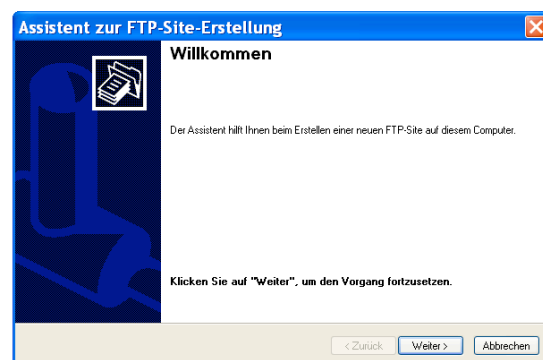 Assistent zur FTP-Site-Erstellung
Willkommen
Der Assistent hilft Ihnen beim Erstellen einer neuen FTP-Site auf diesem Computer.
Klicken Sie auf "Weiter", um den Vorgang fortzusetzen.
< Zurück Weiter > Abbrechen